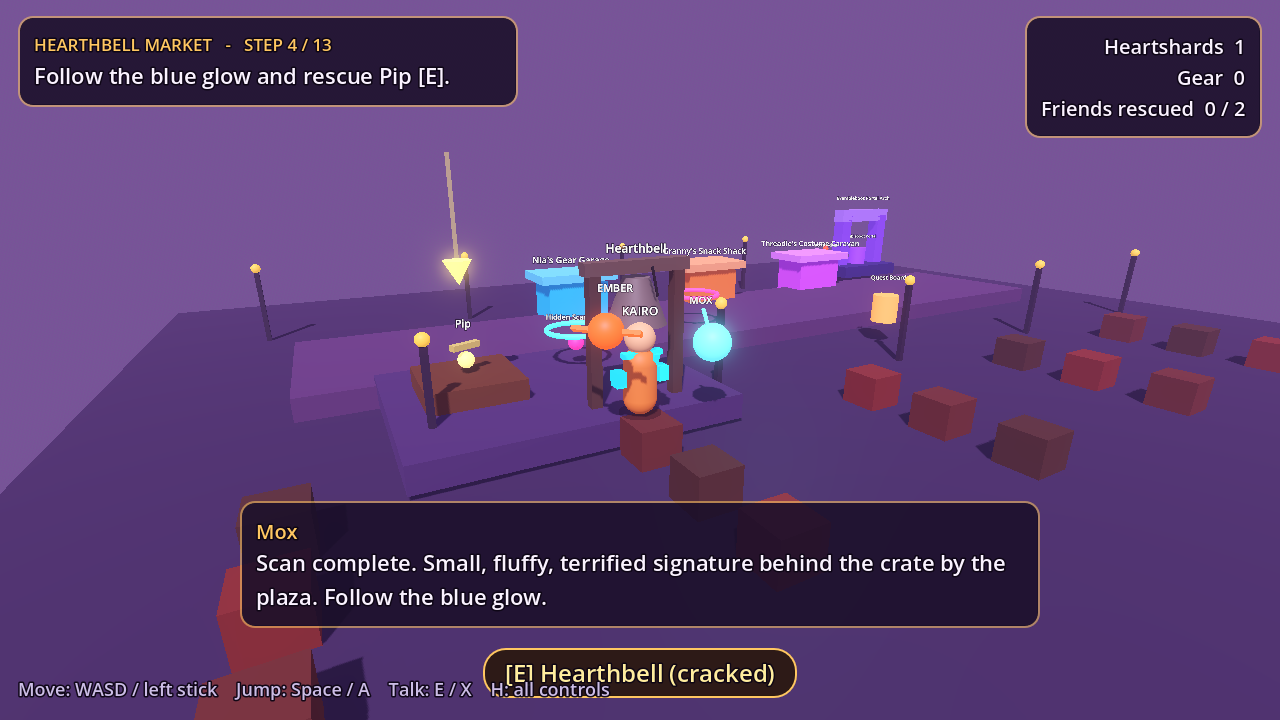 HEARTHBELL MARKET - STEP 4 / 13
Follow the blue glow and rescue Pip [E].
Heartshards 1
Gear 0
Friends rescued 0 / 2
Threadie's Costume Caravan
Hearthbell
Granny's Snack Shack
Nia's Gear Garage
Quest Board
EMBER
MOX
KAIRO
Hidden
Pip
Mox
Scan complete. Small, fluffy, terrified signature behind the crate by the
plaza. Follow the blue glow.
[E] Hearthbell (cracked)
Move: WASD / left stick Jump: Space / A Talk: E / X H: all controls